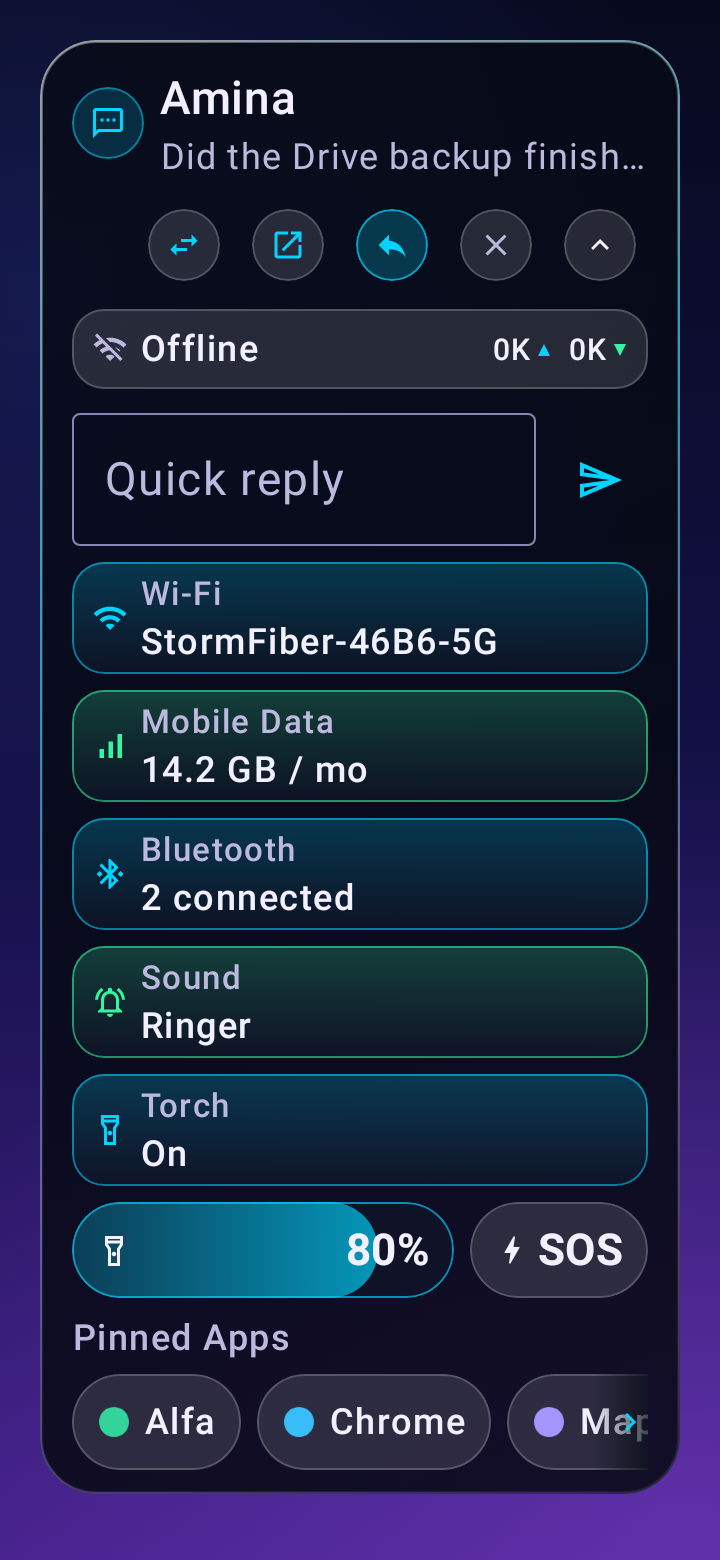 Amina
Did the Drive backup finish…
Offline 0K 0K
Quick reply
Wi-Fi
StormFiber-46B6-5G
Mobile Data
14.2 GB / mo
Bluetooth
2 connected
Sound
Ringer
Torch
On
80% SOS
Pinned Apps
Alfa Chrome Map